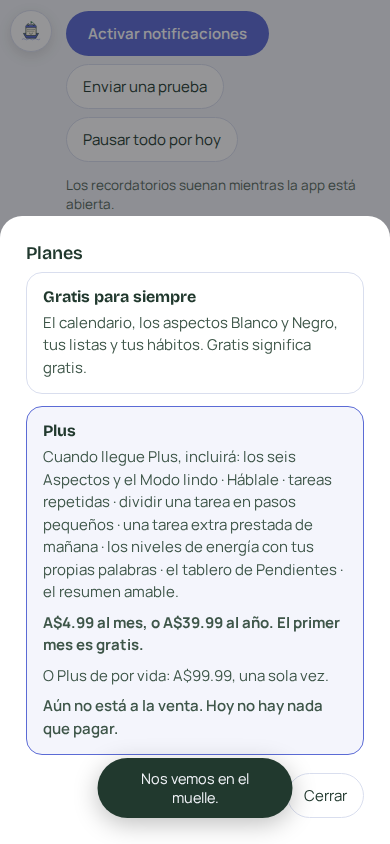 Activar notificaciones
Enviar una prueba
Pausar todo por hoy
Los recordatorios suenan mientras la app está
abierta.
Planes
Gratis para siempre
El calendario, los aspectos Blanco y Negro,
tus listas y tus hábitos. Gratis significa
gratis.
Plus
Cuando llegue Plus, incluirá: los seis
Aspectos y el Modo lindo · Háblale · tareas
repetidas · dividir una tarea en pasos
pequeños · una tarea extra prestada de
mañana · los niveles de energía con tus
propias palabras · el tablero de Pendientes ·
el resumen amable.
A$4.99 al mes, o A$39.99 al año. El primer
mes es gratis.
O Plus de por vida: A$99.99, una sola vez.
Aún no está a la venta. Hoy no hay nada
que pagar.
Nos vemos en el
muelle.
Cerrar